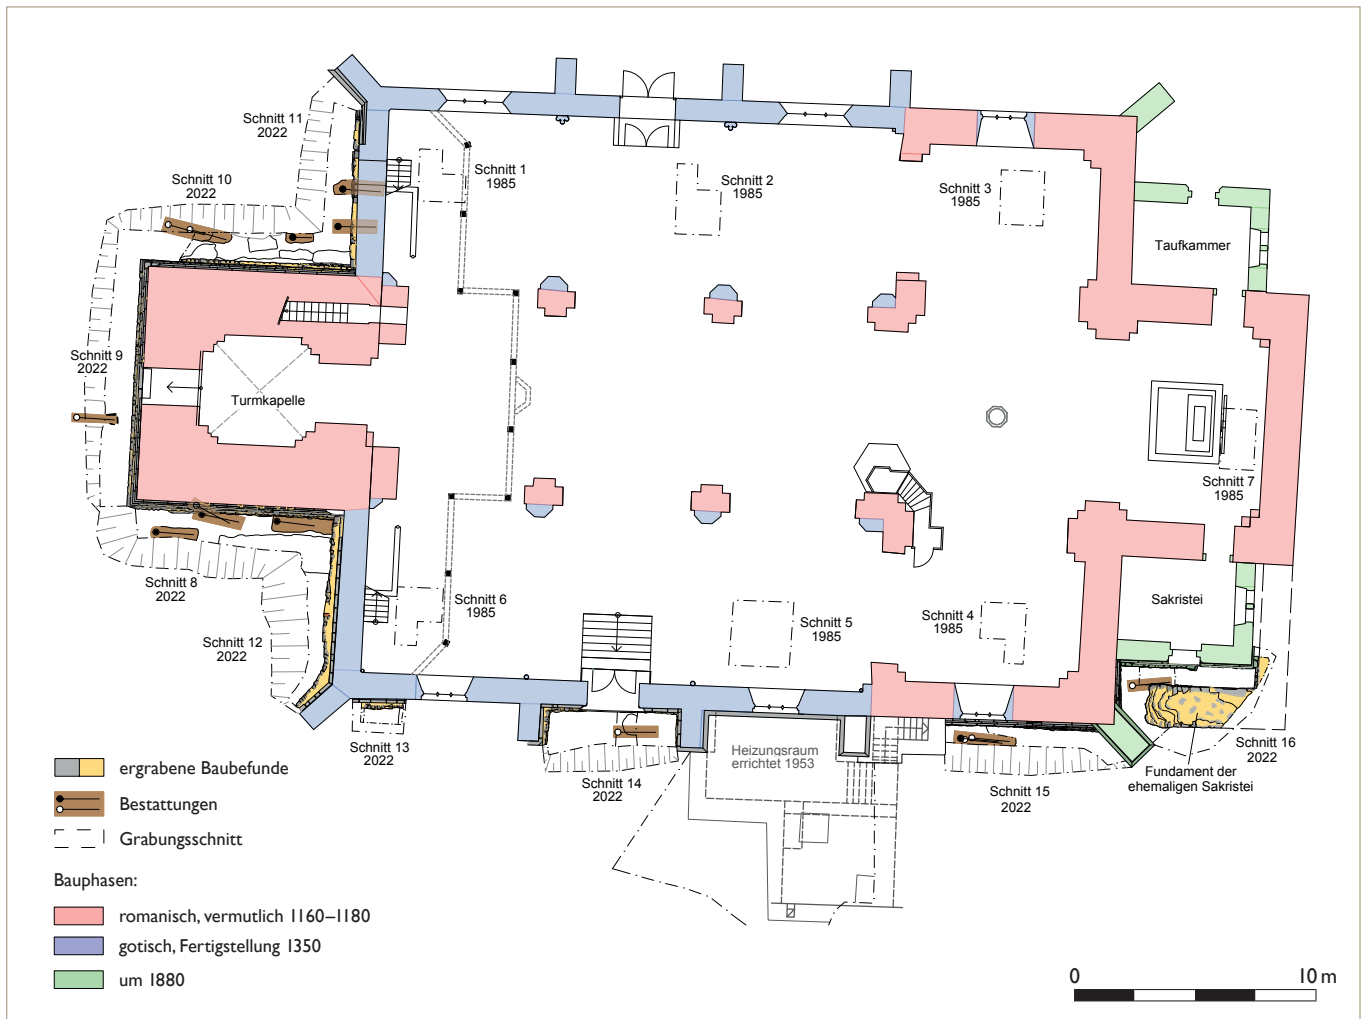 Schnitt 11
2022
Schnitt 10
2022
Schnitt 1
1985
Schnitt 2
1985
Schnitt 3
1985
Taufkammer
Schnitt 9
2022
Turmkapelle
Schnitt 7
1985
Schnitt 8
2022
Schnitt 12
2022
Schnitt 6
1985
Schnitt 5
1985
Schnitt 4
1985
Sakristei
Schnitt 13
2022
Schnitt 14
2022
Heizungsraum
errichtet 1953
Schnitt 15
2022
Schnitt 16
2022
Fundament der
ehemaligen Sakristei
ergrabene Baubefunde
Bestattungen
Grabungsschnitt
Bauphasen:
romanisch, vermutlich 1160–1180
gotisch, Fertigstellung 1350
um 1880
0 10 m